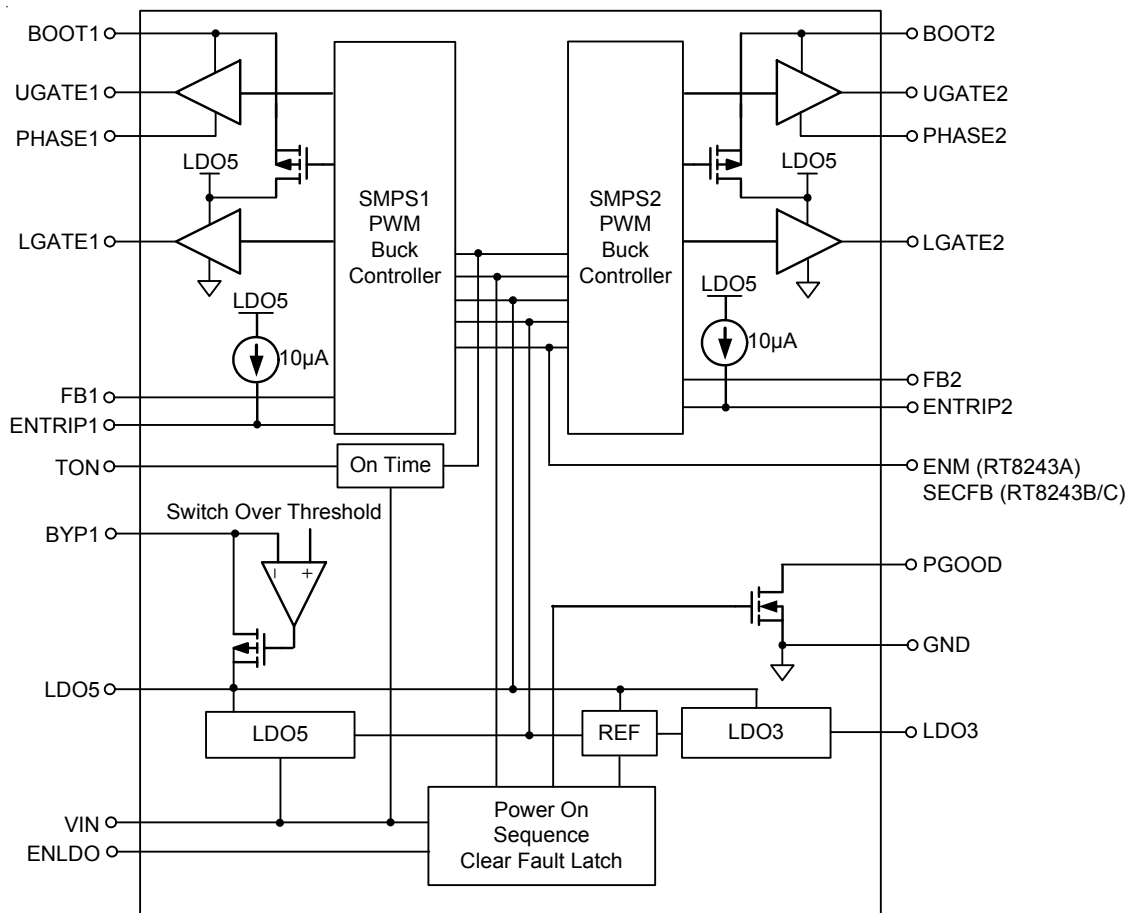 BOOT1
UGATE1
PHASE1
LDO5
LGATE1
LDO5
10µA
FB1
ENTRIP1
TON
On Time
Switch Over Threshold
BYP1
- +
LDO5
LDO5
VIN
ENLDO
SMPS1
PWM
Buck
Controller
SMPS2
PWM
Buck
Controller
BOOT2
UGATE2
PHASE2
LDO5
LGATE2
LDO5
10µA
FB2
ENTRIP2
ENM (RT8243A)
SECFB (RT8243B/C)
PGOOD
GND
REF
LDO3
LDO3
Power On
Sequence
Clear Fault Latch